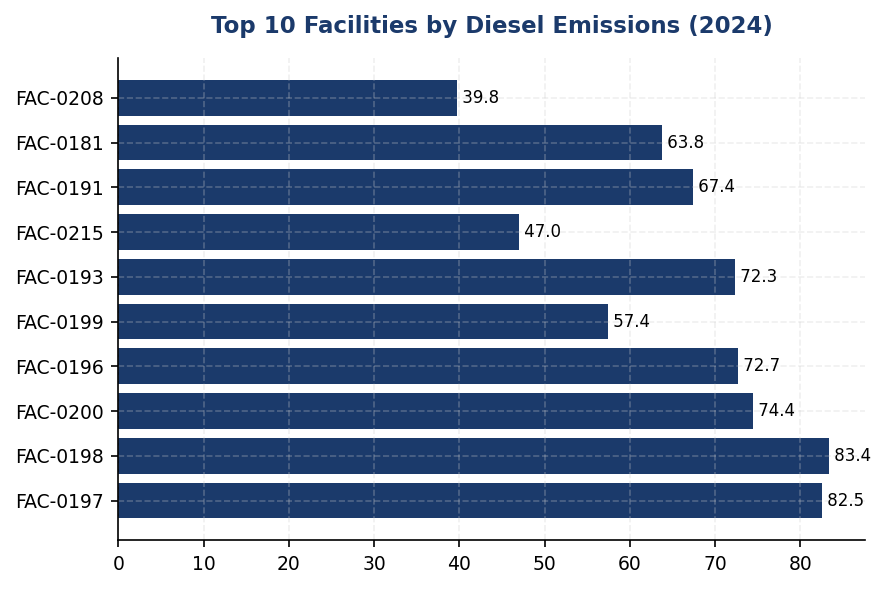 Top 10 Facilities by Diesel Emissions (2024)
FAC-0208 39.8
FAC-0181 63.8
FAC-0191 67.4
FAC-0215 47.0
FAC-0193 72.3
FAC-0199 57.4
FAC-0196 72.7
FAC-0200 74.4
FAC-0198 83.4
FAC-0197 82.5
0 10 20 30 40 50 60 70 80